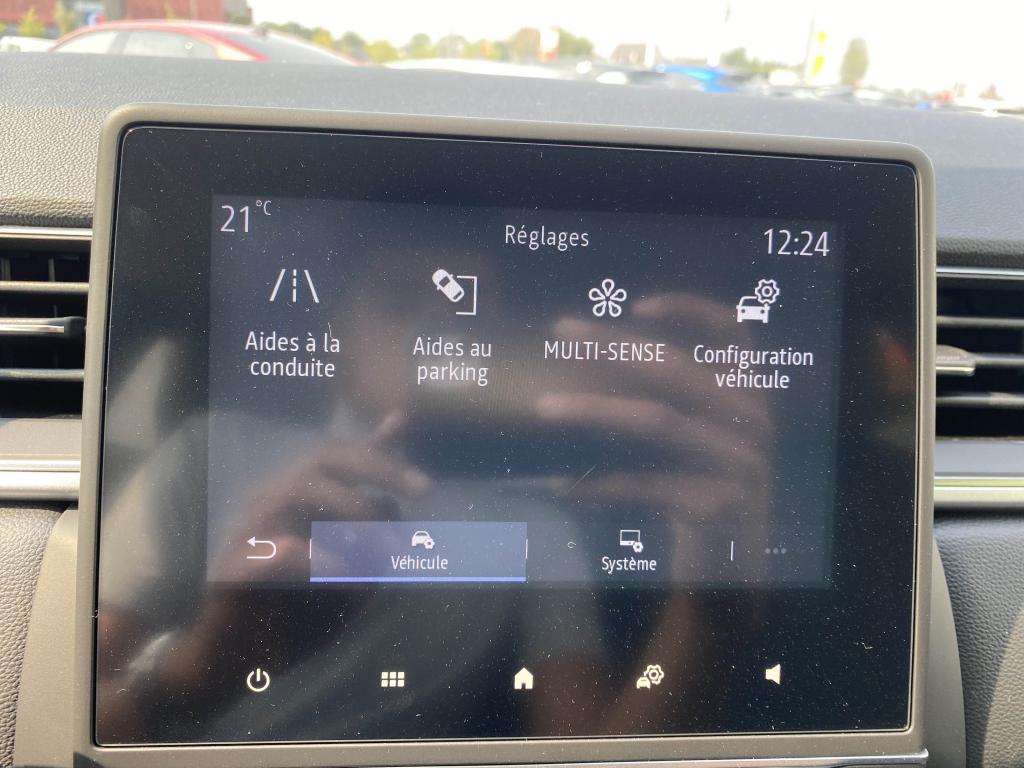 21°C
Réglages
12:24
Aides à la
conduite
Aides au
parking
MULTI-SENSE
Configuration
véhicule
Véhicule
Système